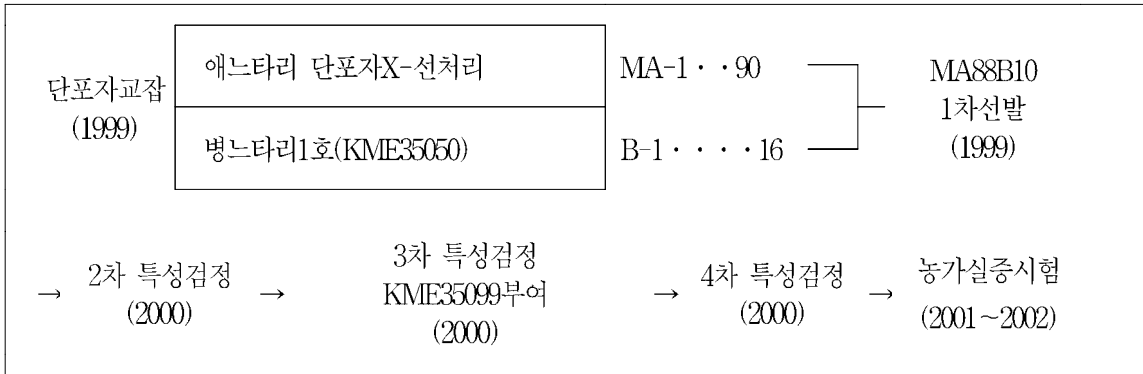 단포자교잡
(1999)
애느타리 단포자X-선처리
병느타리1호(KME35050)
MA-1··90
B-1····16
MA88B10
1차선발
(1999)
→ 2차 특성검정
(2000)
→ 3차 특성검정
KME35099부여
(2000)
→ 4차 특성검정
(2000)
→ 농가실증시험
(2001~2002)